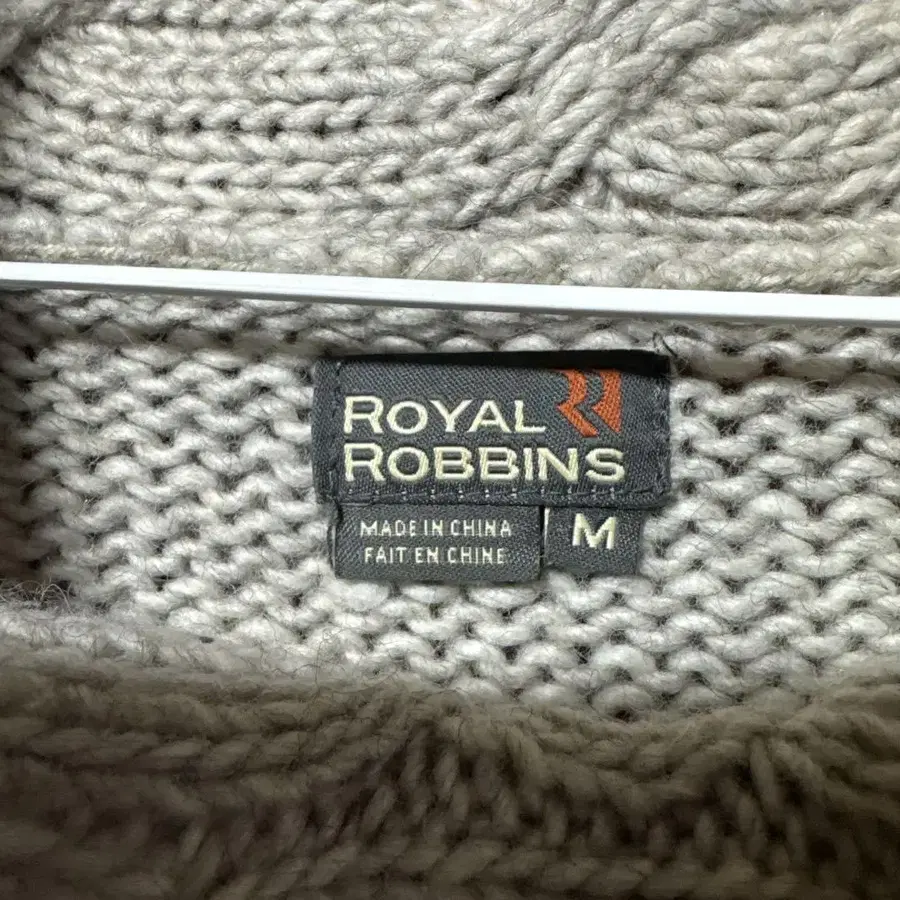 ROYAL
ROBBINS
MADE IN CHINA
FAIT EN CHINE
M